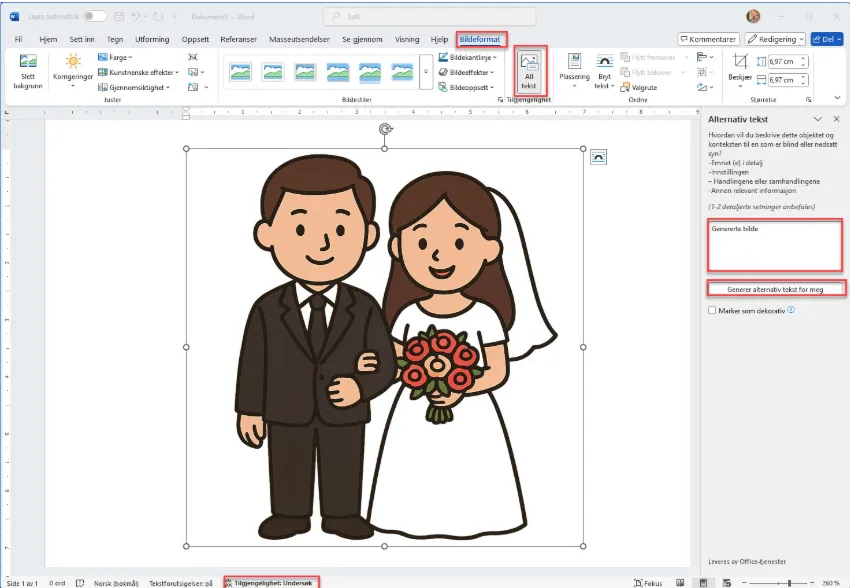 Lagre automatisk
Dokument1 - Word
Søk
Fil Hjem Sett inn Tegn Utforming Oppsett Referanser Masseutsendelser Se gjennom Visning Hjelp Bildeformat
Kommentarer Redigering Del
Slett bakgrunn
Korrigeringer
Farge
Kunstneriske effekter
Gjennomsiktighet
Juster
Bildestiler
Bildekantlinje
Bildeeffekter
Bildeoppsett
Alt tekst
Tilgjengelighet
Plassering
Bryt tekst
Flytt fremover
Flytt bakover
Valgrute
Ordne
Beskjær
6,97 cm
6,97 cm
Størrelse
Alternativ tekst
Hvordan vil du beskrive dette objektet og
konteksten til en som er blind eller nedsatt
syn?
-Emnet (e) i detalj
-Innstillingen
– Handlingene eller samhandlingene
-Annen relevant informasjon
(1-2 detaljerte setninger anbefales)
Genererte bilde
Generer alternativ tekst for meg
Marker som dekorativ
Leveres av Office-tjenester
Side 1 av 1 0 ord Norsk (bokmål) Tekstforutsigelser: på Tilgjengelighet: Undersøk Fokus 260 %